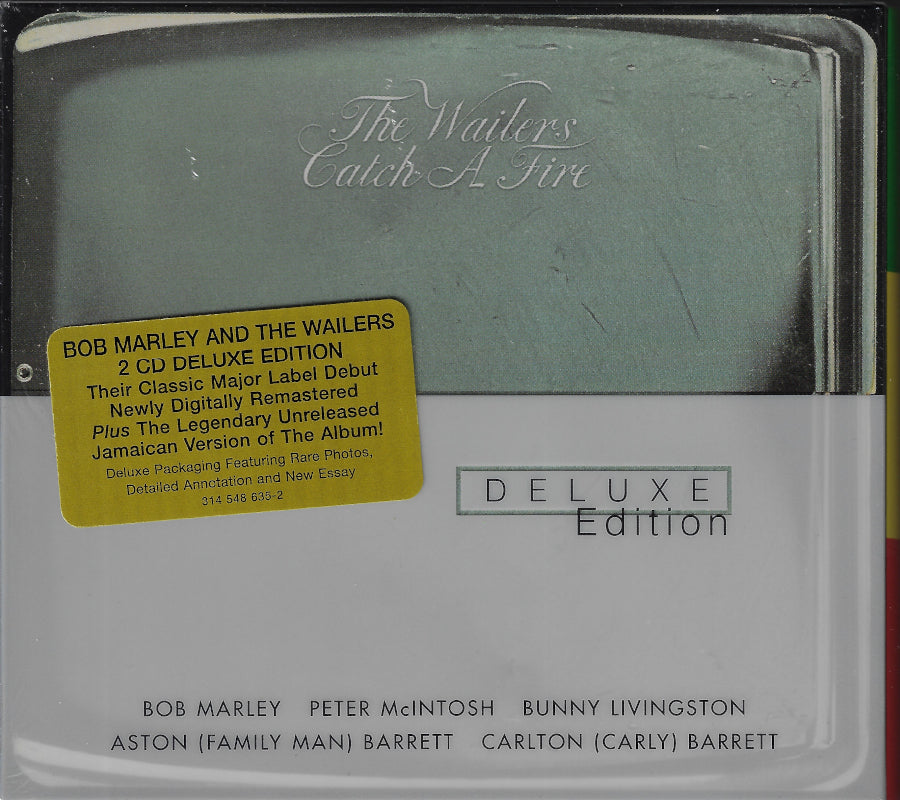 The Wailers
Catch A Fire
BOB MARLEY AND THE WAILERS
2 CD DELUXE EDITION
Their Classic Major Label Debut
Newly Digitally Remastered
Plus The Legendary Unreleased
Jamaican Version of The Album!
Deluxe Packaging Featuring Rare Photos,
Detailed Annotation and New Essay
314 548 635-2
DELUXE
Edition
BOB MARLEY PETER McINTOSH BUNNY LIVINGSTON
ASTON (FAMILY MAN) BARRETT CARLTON (CARLY) BARRETT